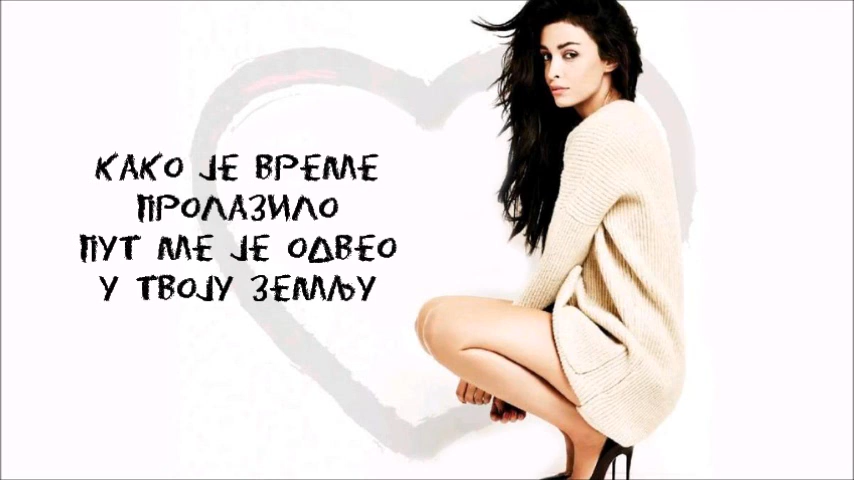 КАКО ЈЕ ВРЕМЕ
ПРОЛАЗИЛО
ПУТ МЕ ЈЕ ОДВЕО
У ТВОЈУ ЗЕМЉУ